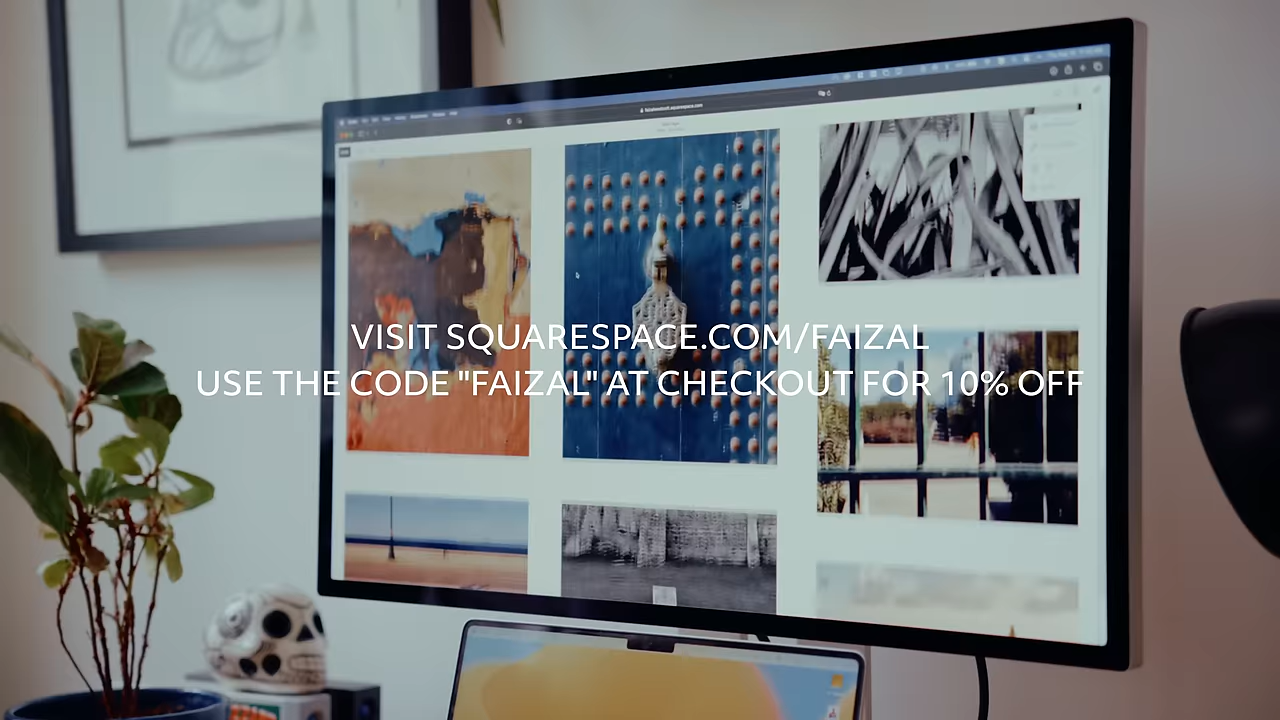 VISIT SQUARESPACE.COM/FAIZAL
USE THE CODE "FAIZAL" AT CHECKOUT FOR 10% OFF